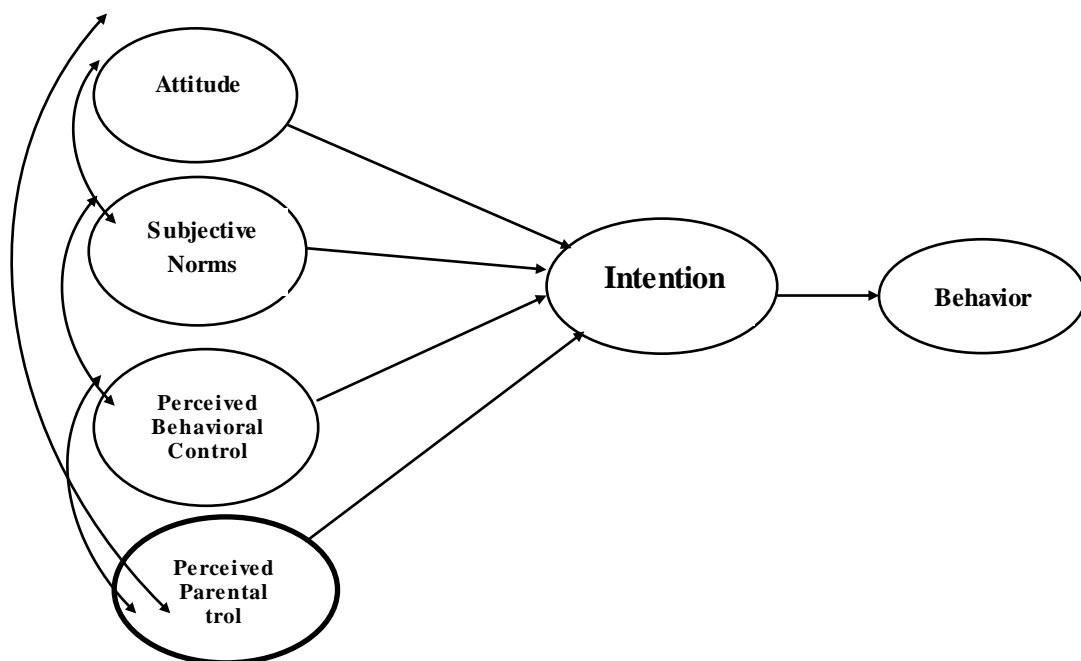 Attitude
Subjective
Norms
Perceived
Behavioral
Control
Perceived
Parental
trol
Intention
Behavior